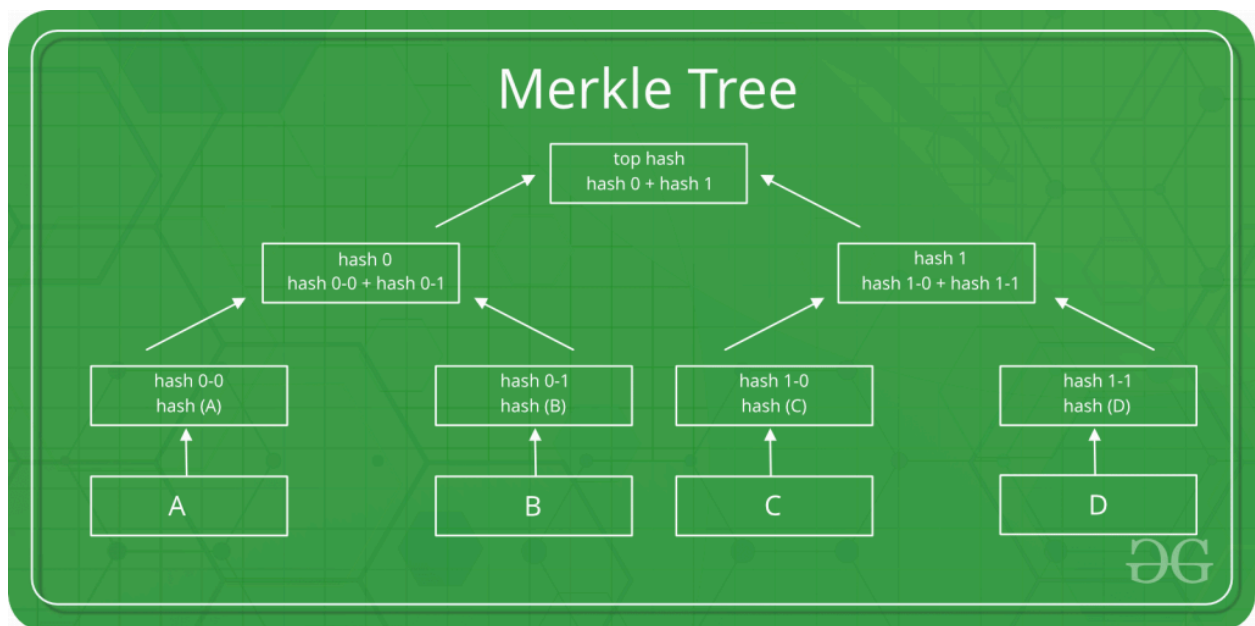 Merkle Tree
top hash
hash 0 + hash 1
hash 0
hash 0-0 + hash 0-1
hash 1
hash 1-0 + hash 1-1
hash 0-0
hash (A)
hash 0-1
hash (B)
hash 1-0
hash (C)
hash 1-1
hash (D)
A
B
C
D
GG